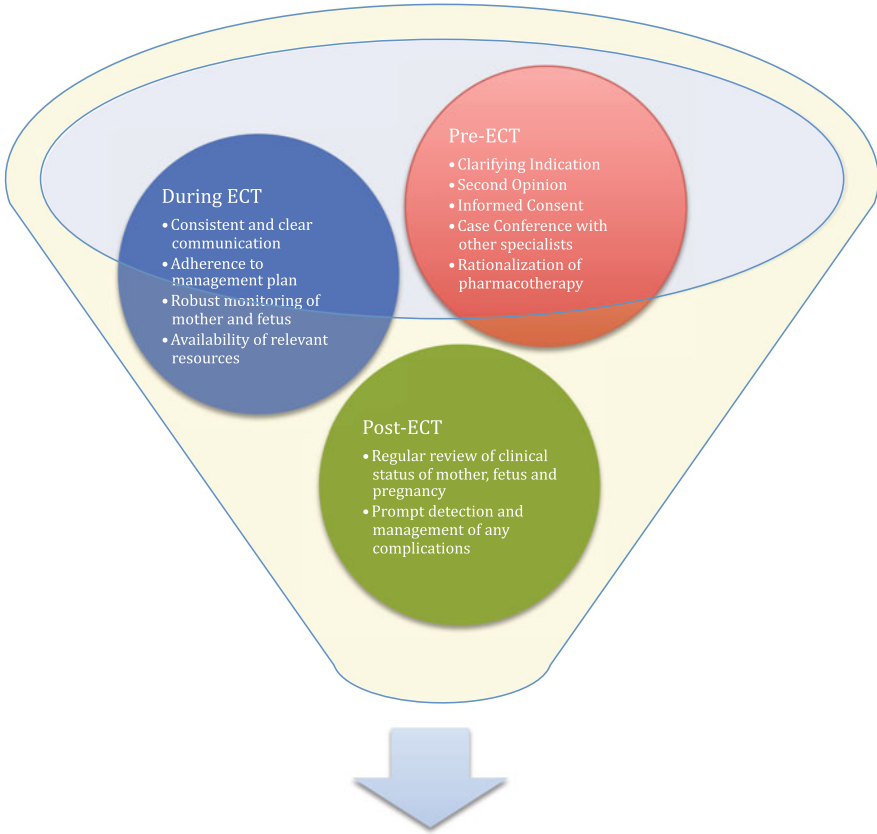 Pre-ECT
•Clarifying Indication
•Second Opinion
•Informed Consent
•Case Conference with
other specialists
•Rationalization of
pharmacotherapy
During ECT
•Consistent and clear
communication
•Adherence to
management plan
•Robust monitoring of
mother and fetus
•Availability of relevant
resources
Post-ECT
•Regular review of clinical
status of mother, fetus and
pregnancy
•Prompt detection and
management of any
complications